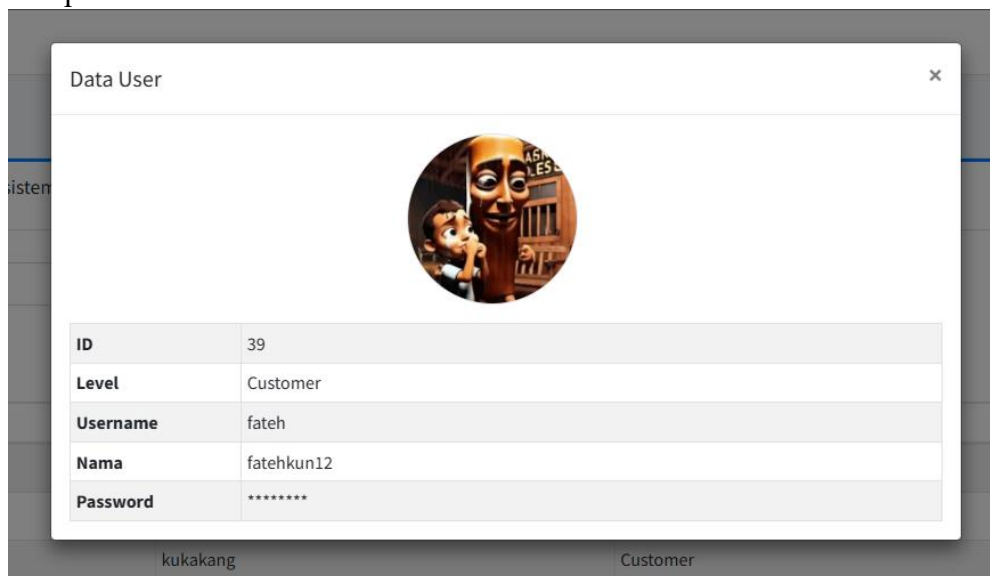 Data User ×
ID 39
Level Customer
Username fateh
Nama fatehkun12
Password ********
kukakang Customer